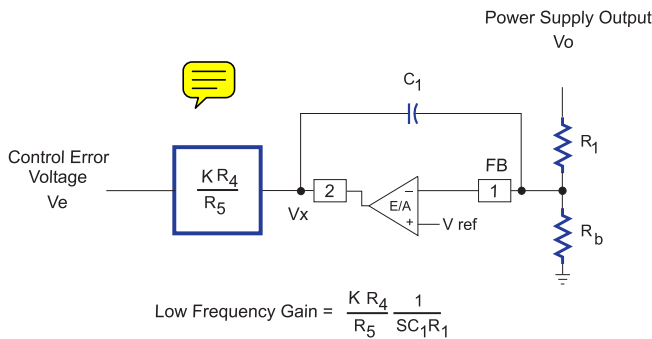 Power Supply Output
Vo
C1
R1
Control Error
Voltage
Ve
K R4
R5
2
Vx
E/A
−
+
FB
1
V ref
Rb
Low Frequency Gain = K R4 / R5 1 / SC1R1